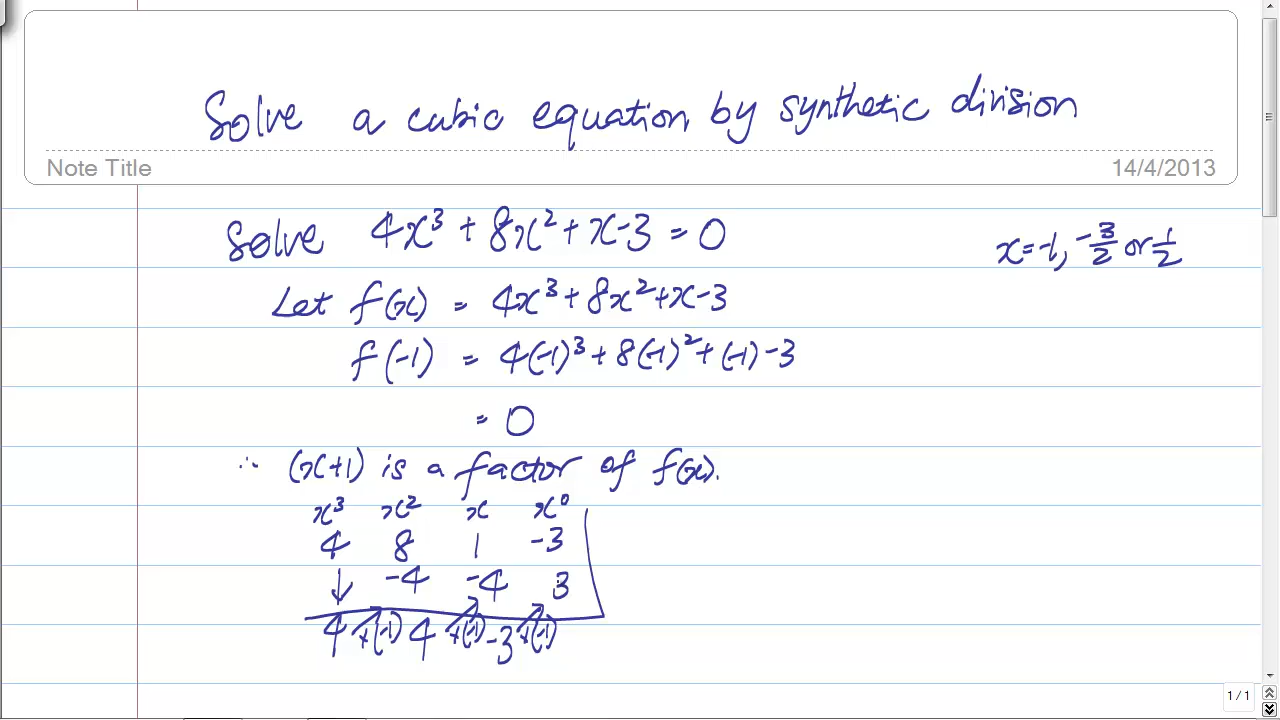 Solve a cubic equation by synthetic division
Note Title
14/4/2013
Solve 4x³ + 8x² + x - 3 = 0
x = -1, -3/2 or 1/2
Let f(x) = 4x³ + 8x² + x - 3
f(-1) = 4(-1)³ + 8(-1)² + (-1) - 3
= 0
∴ (x+1) is a factor of f(x).
x³ x² x x⁰
4 8 1 -3
↓ -4 -4 3
4 ×(-1) 4 ×(-1) -3 ×(-1)
1 / 1